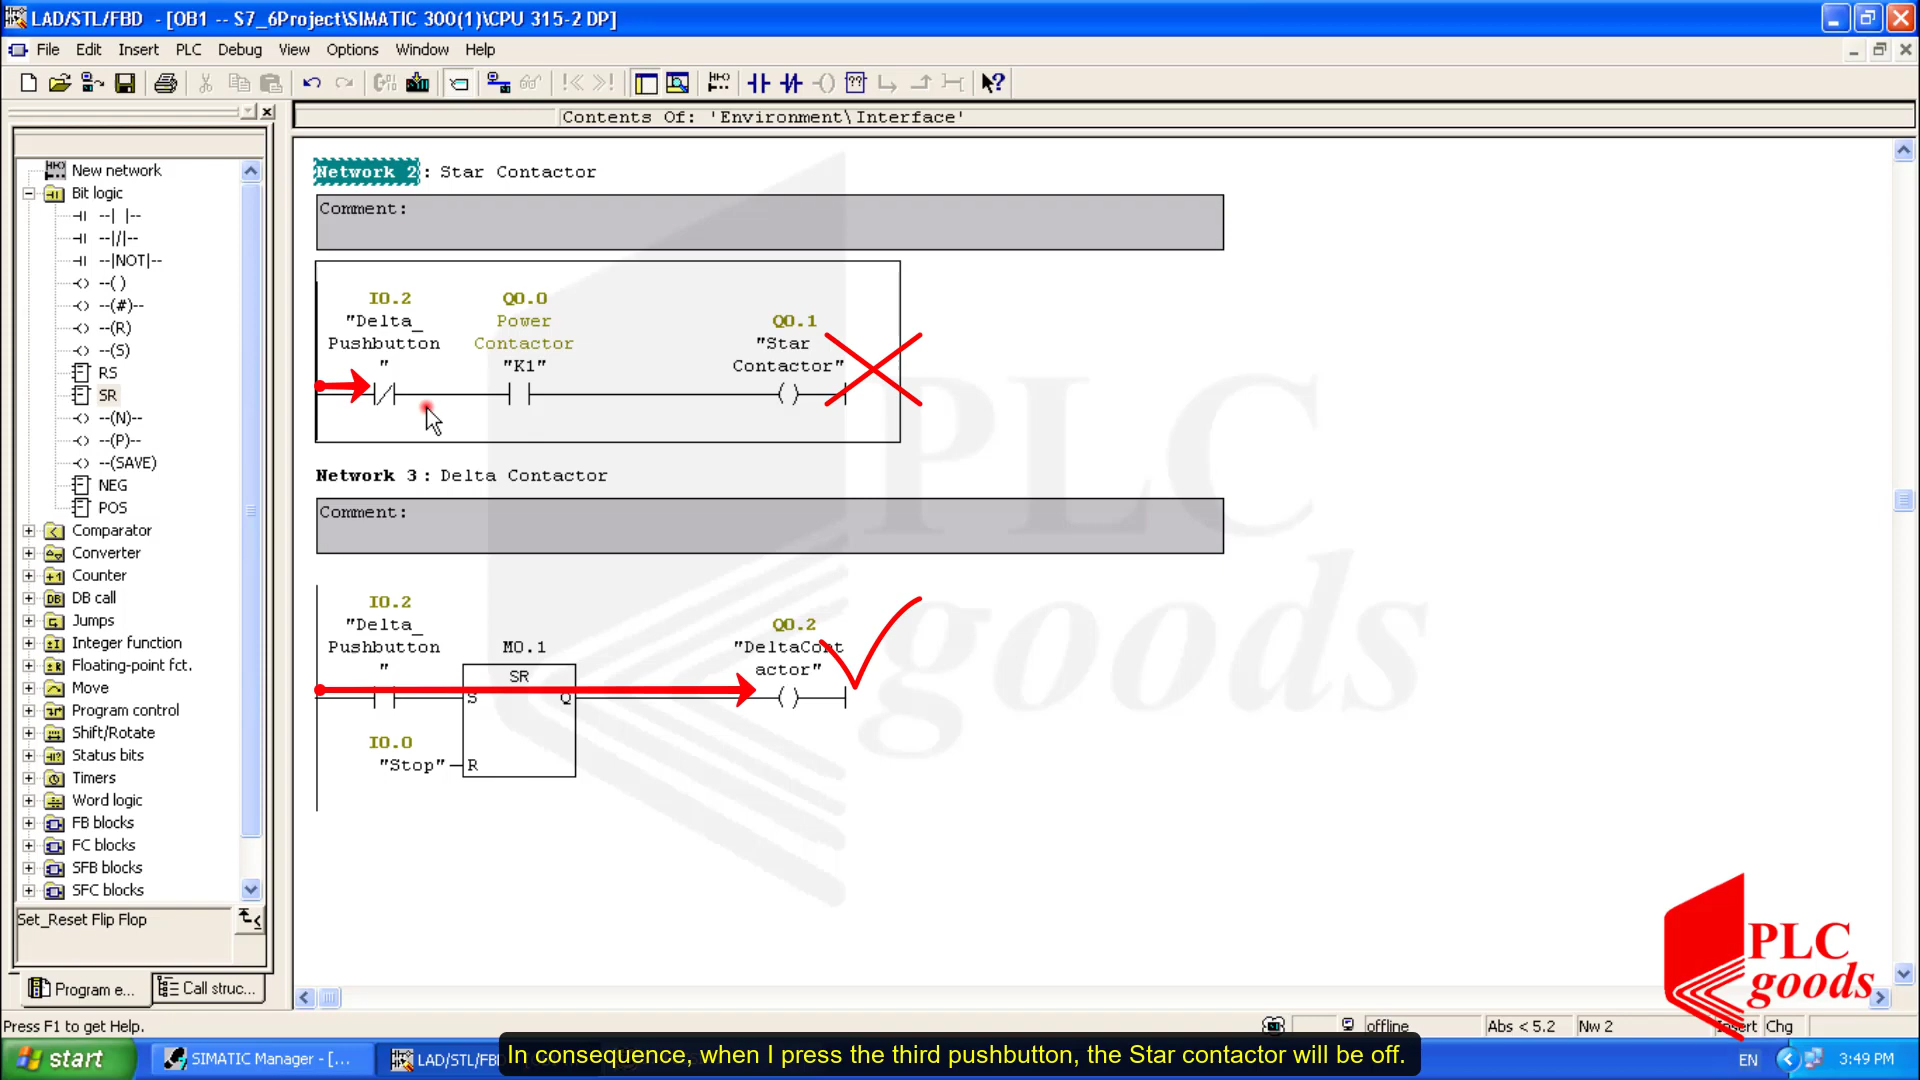 LAD/STL/FBD - [OB1 -- S7_6Project\SIMATIC 300(1)\CPU 315-2 DP]
File Edit Insert PLC Debug View Options Window Help
Contents Of: 'Environment\Interface'
New network
Bit logic
--| |--
--|/|--
--|NOT|--
--( )
--(#)--
--(R)
--(S)
RS
SR
--(N)--
--(P)--
--(SAVE)
NEG
POS
Comparator
Converter
Counter
DB call
Jumps
Integer function
Floating-point fct.
Move
Program control
Shift/Rotate
Status bits
Timers
Word logic
FB blocks
FC blocks
SFB blocks
SFC blocks
Set_Reset Flip Flop
Program e...
Call struc...
Network 2 : Star Contactor
Comment:
I0.2
"Delta_
Pushbutton
"
Q0.0
Power
Contactor
"K1"
Q0.1
"Star
Contactor"
Network 3 : Delta Contactor
Comment:
I0.2
"Delta_
Pushbutton
"
M0.1
SR
S Q
I0.0
"Stop"
R
Q0.2
"DeltaCont
actor"
PLC
goods
PLC
goods
Press F1 to get Help.
offline
Abs < 5.2
Nw 2
Insert
Chg
start
SIMATIC Manager - [...
LAD/STL/FB
In consequence, when I press the third pushbutton, the Star contactor will be off.
EN
3:49 PM